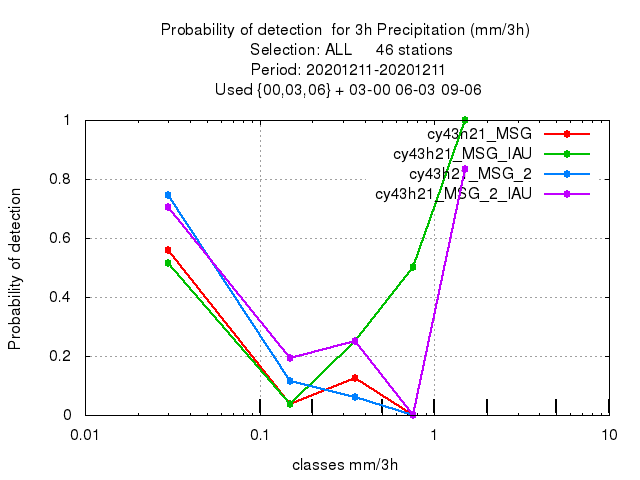 Probability of detection  for 3h Precipitation (mm/3h)
Selection: ALL     46 stations
Period: 20201211-20201211
Used {00,03,06} + 03-00 06-03 09-06
1
0.8
0.6
0.4
0.2
0
Probability of detection
cy43h21_MSG
cy43h21_MSG_IAU
cy43h21_MSG_2
cy43h21_MSG_2_IAU
0.01 0.1 1 10
classes mm/3h